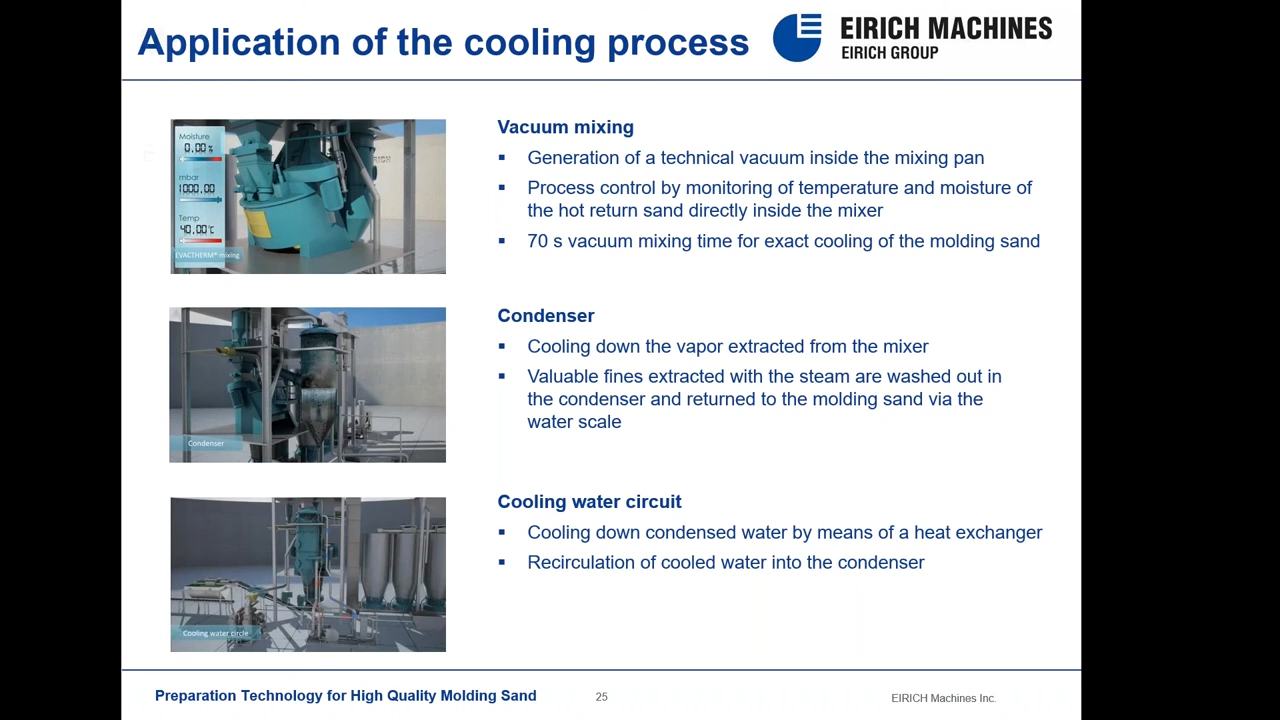 Application of the cooling process
EIRICH MACHINES
EIRICH GROUP
Moisture
0.00 %
mbar
1000.00
Temp
40.00°C
EVACTHERM® mixing
Vacuum mixing
▪ Generation of a technical vacuum inside the mixing pan
▪ Process control by monitoring of temperature and moisture of
the hot return sand directly inside the mixer
▪ 70 s vacuum mixing time for exact cooling of the molding sand
Condenser
Condenser
▪ Cooling down the vapor extracted from the mixer
▪ Valuable fines extracted with the steam are washed out in
the condenser and returned to the molding sand via the
water scale
Cooling water circle
Cooling water circuit
▪ Cooling down condensed water by means of a heat exchanger
▪ Recirculation of cooled water into the condenser
Preparation Technology for High Quality Molding Sand
25
EIRICH Machines Inc.